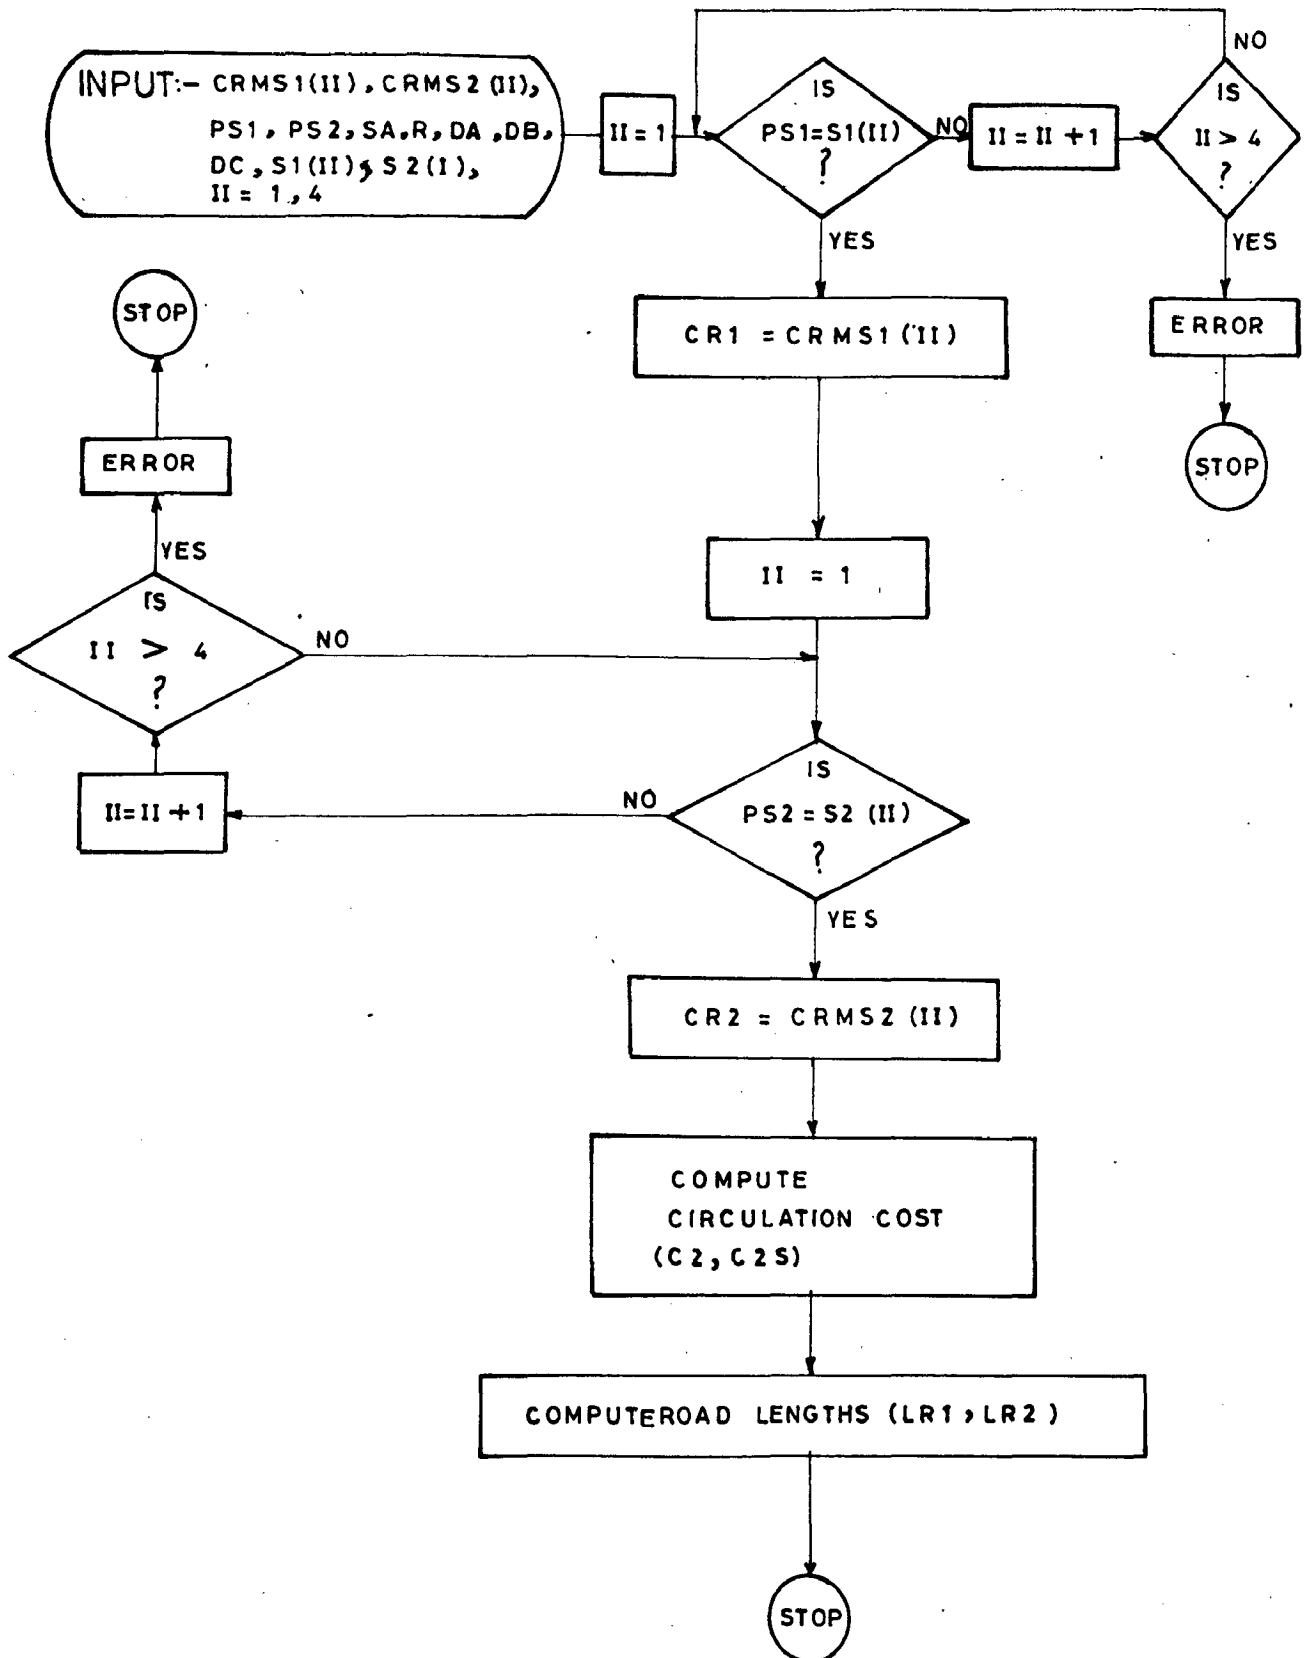 INPUT:- CRMS1(II), CRMS2(II),
PS1, PS2, SA, R, DA, DB,
DC, S1(II), S2(I),
II = 1, 4
II = 1
IS
PS1=S1(II)
?
NO
II = II + 1
IS
II > 4
?
NO
YES
ERROR
STOP
YES
CR1 = CRMS1 (II)
II = 1
STOP
ERROR
YES
IS
II > 4
?
NO
II=II+1
NO
IS
PS2=S2 (II)
?
YES
CR2 = CRMS2 (II)
COMPUTE
CIRCULATION COST
(C2, C2S)
COMPUTEROAD LENGTHS (LR1, LR2)
STOP